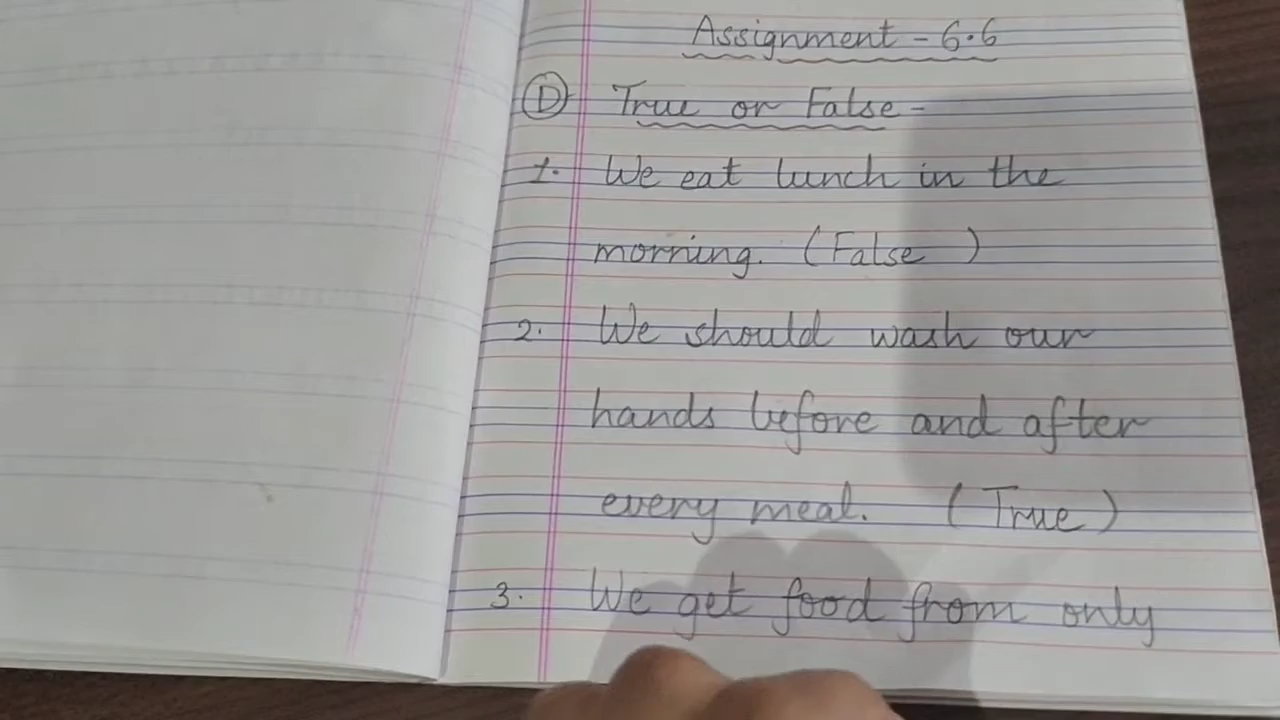 Assignment - 6.6
D True or False -
1. We eat lunch in the
morning. (False )
2. We should wash our
hands before and after
every meal. (True)
3. We get food from only